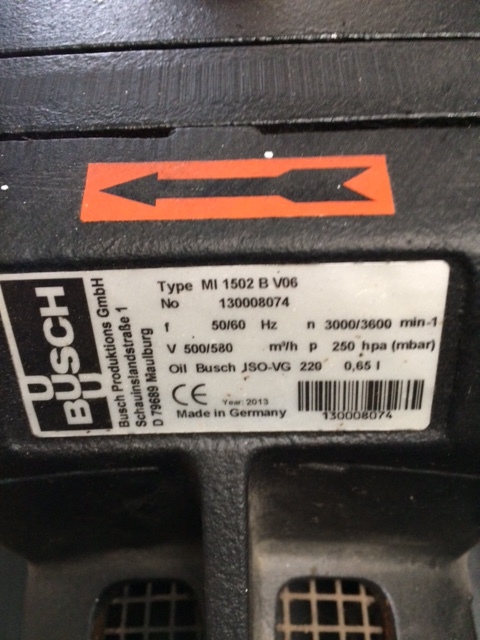 Type MI 1502 B V06
No 130008074
f 50/60 Hz n 3000/3600 min-1
V 500/580 m³/h p 250 hpa (mbar)
Oil Busch ISO-VG 220 0,65 l
CE Year: 2013
Made in Germany
130008074
BUSCH
Busch Produktions GmbH
Schauinslandstraße 1
D 79689 Maulburg